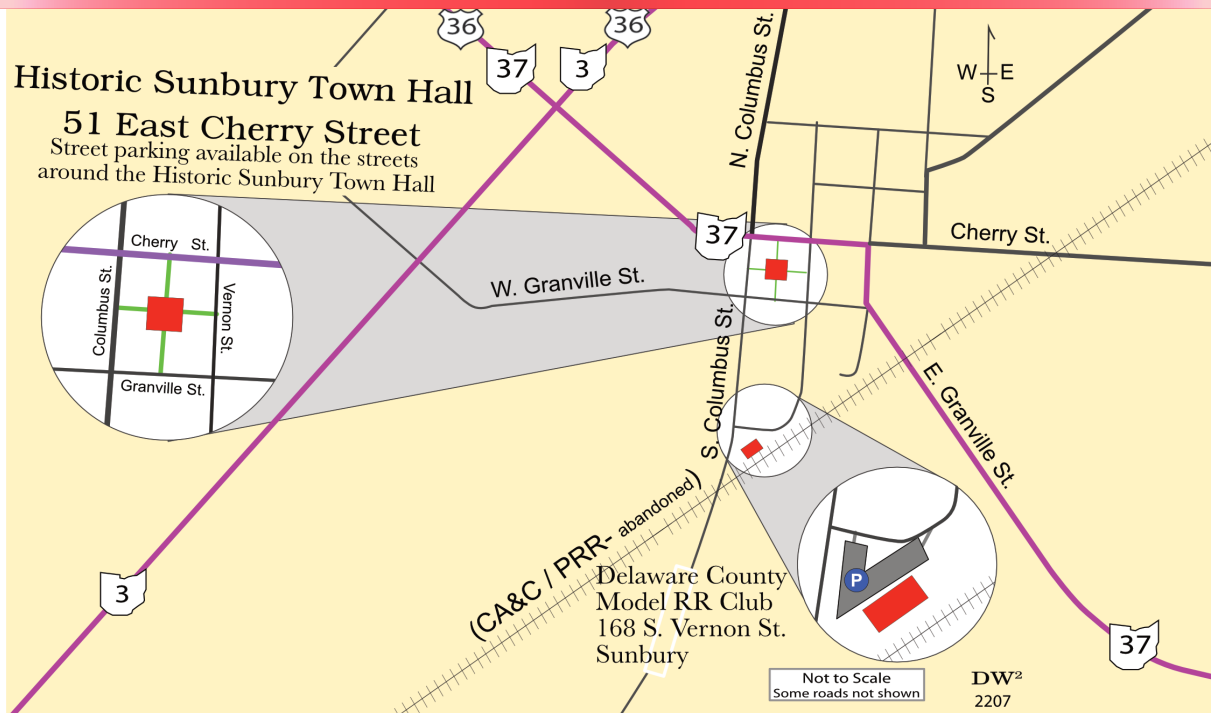 36
36
37
3
N. Columbus St.
W E
S
Historic Sunbury Town Hall
51 East Cherry Street
Street parking available on the streets
around the Historic Sunbury Town Hall
37
Cherry St.
Cherry St.
Columbus St.
Vernon St.
Granville St.
W. Granville St.
S. Columbus St.
E. Granville St.
(CA&C / PRR- abandoned)
P
3
Delaware County
Model RR Club
168 S. Vernon St.
Sunbury
37
Not to Scale
Some roads not shown
DW²
2207